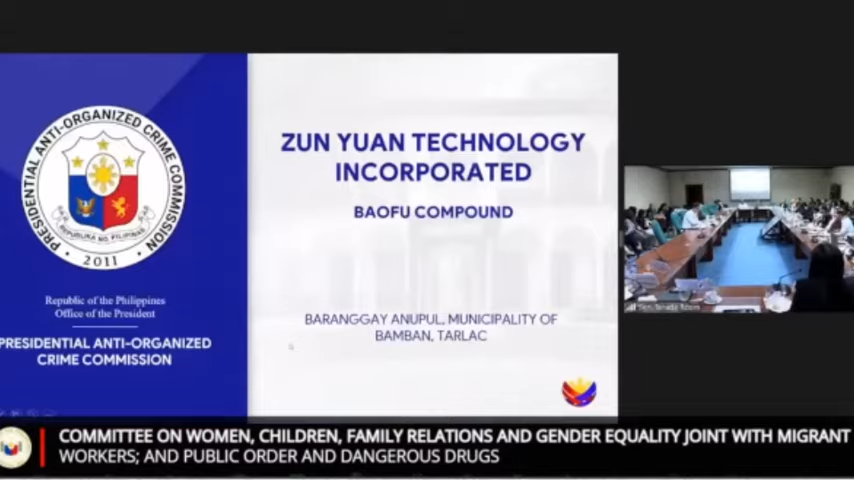 PRESIDENTIAL ANTI-ORGANIZED CRIME COMMISSION
REPUBLIKA NG PILIPINAS
• 2011 •
Republic of the Philippines
Office of the President
PRESIDENTIAL ANTI-ORGANIZED
CRIME COMMISSION
ZUN YUAN TECHNOLOGY
INCORPORATED
BAOFU COMPOUND
BARANGGAY ANUPUL, MUNICIPALITY OF
BAMBAN, TARLAC
COMMITTEE ON WOMEN, CHILDREN, FAMILY RELATIONS AND GENDER EQUALITY JOINT WITH MIGRANT
WORKERS; AND PUBLIC ORDER AND DANGEROUS DRUGS